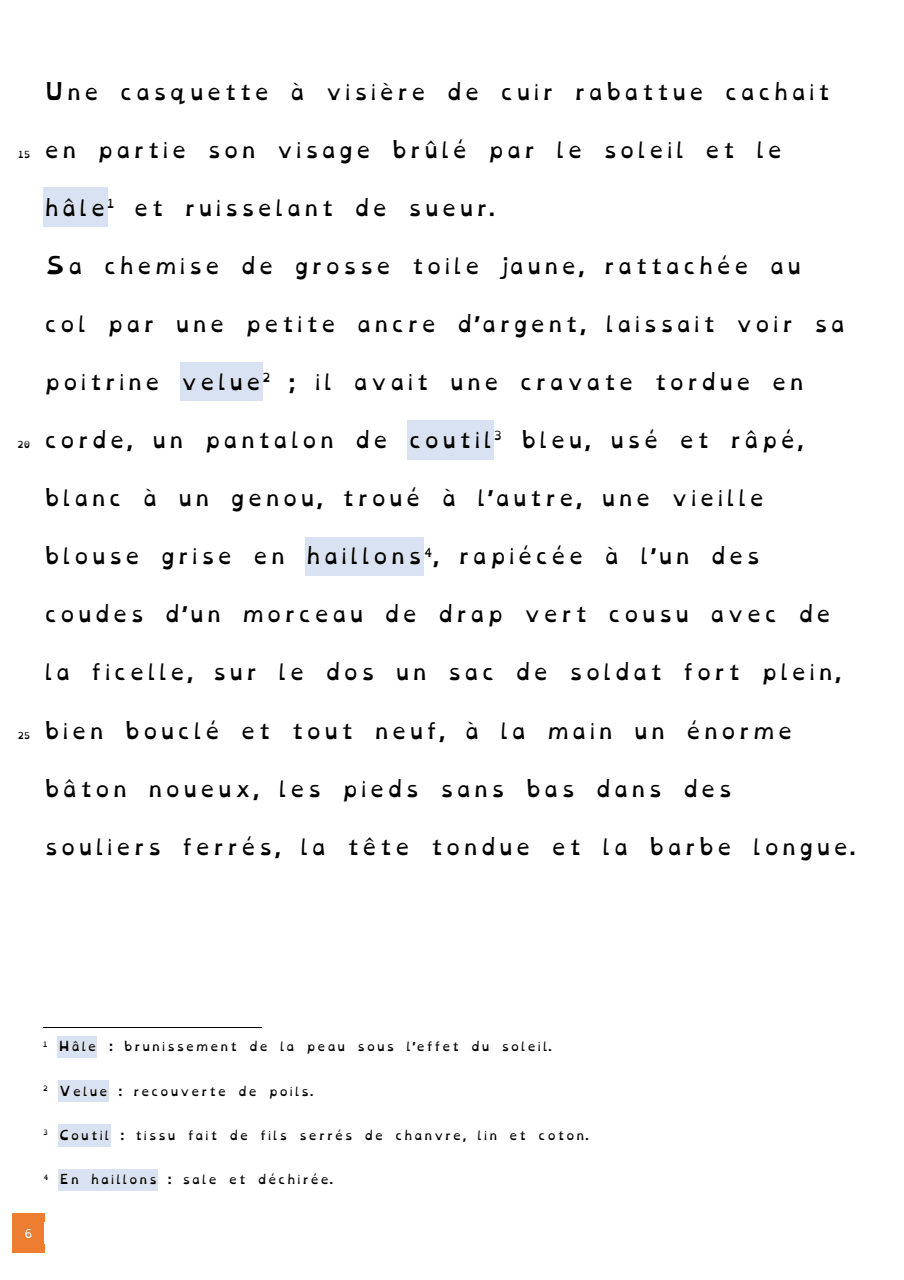 Une casquette à visière de cuir rabattue cachait
15 en partie son visage brûlé par le soleil et le
hâle¹ et ruisselant de sueur.
Sa chemise de grosse toile jaune, rattachée au
col par une petite ancre d’argent, laissait voir sa
poitrine velue² ; il avait une cravate tordue en
20 corde, un pantalon de coutil³ bleu, usé et râpé,
blanc à un genou, troué à l’autre, une vieille
blouse grise en haillons⁴, rapiécée à l’un des
coudes d’un morceau de drap vert cousu avec de
la ficelle, sur le dos un sac de soldat fort plein,
25 bien bouclé et tout neuf, à la main un énorme
bâton noueux, les pieds sans bas dans des
souliers ferrés, la tête tondue et la barbe longue.
¹ Hâle : brunissement de la peau sous l’effet du soleil.
² Velue : recouverte de poils.
³ Coutil : tissu fait de fils serrés de chanvre, lin et coton.
⁴ En haillons : sale et déchirée.
6